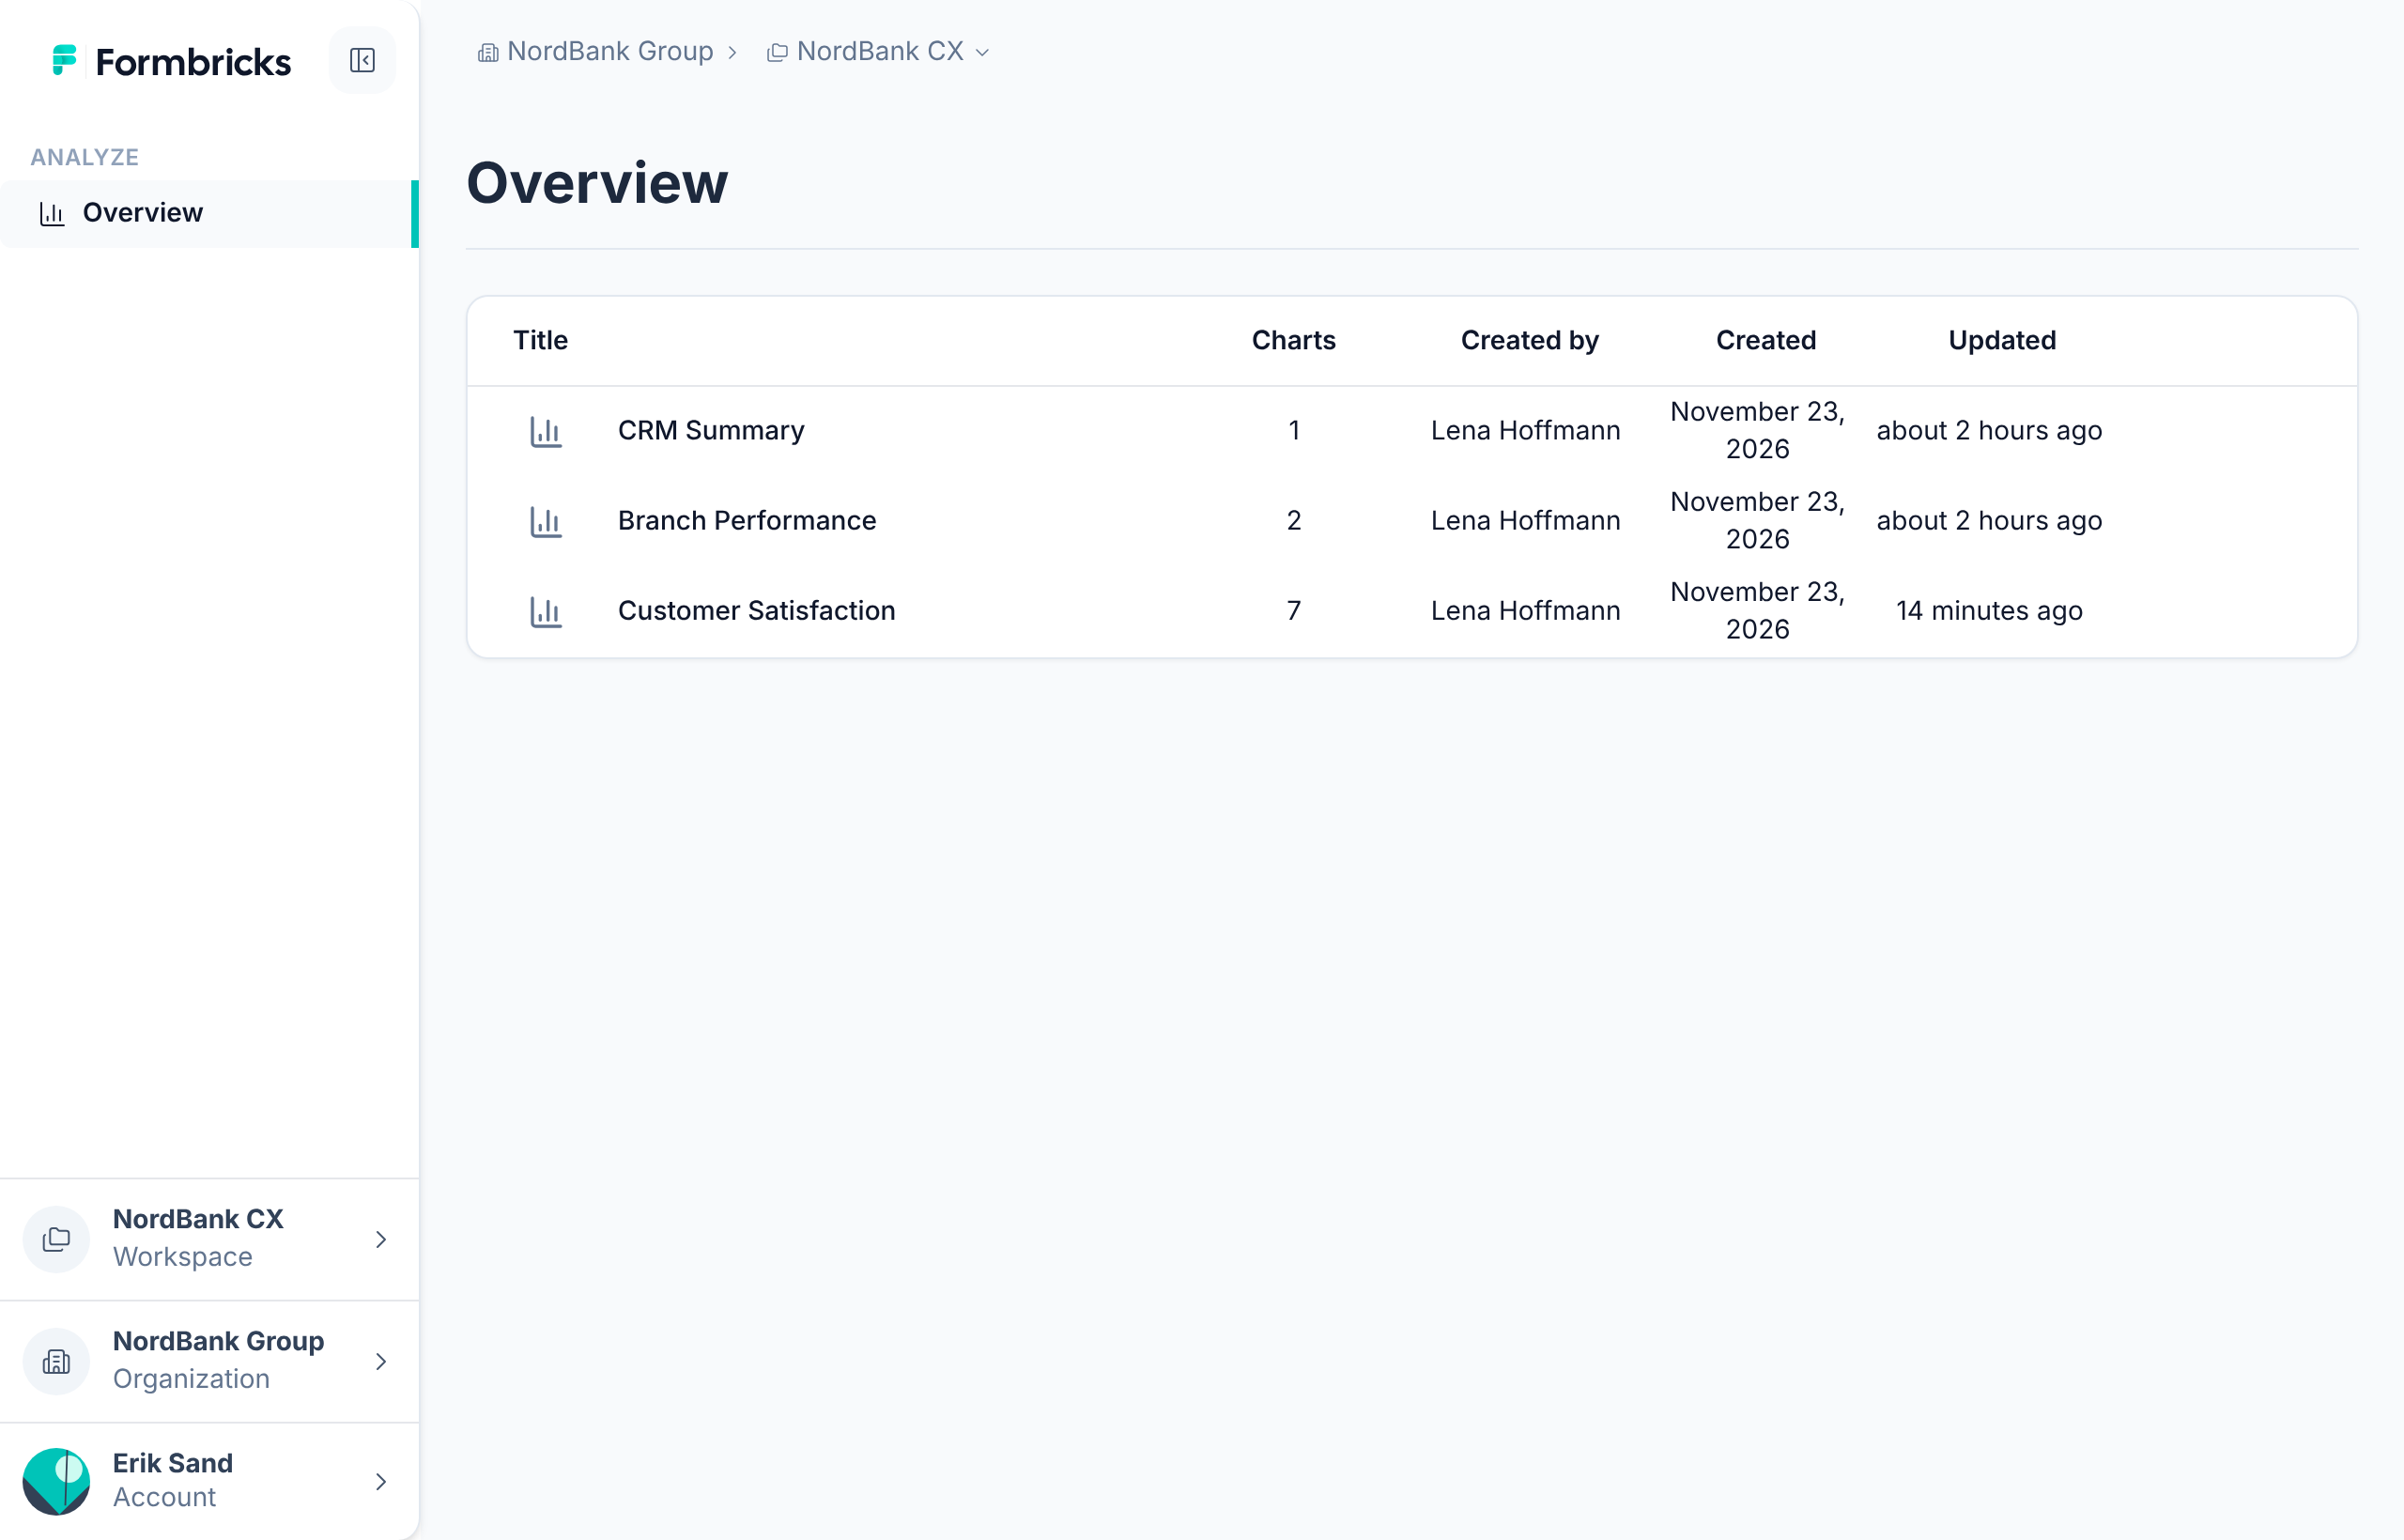 Formbricks
NordBank Group
NordBank CX
ANALYZE
Overview
Overview
Title Charts Created by Created Updated
CRM Summary 1 Lena Hoffmann November 23, 2026 about 2 hours ago
Branch Performance 2 Lena Hoffmann November 23, 2026 about 2 hours ago
Customer Satisfaction 7 Lena Hoffmann November 23, 2026 14 minutes ago
NordBank CX
Workspace
NordBank Group
Organization
Erik Sand
Account